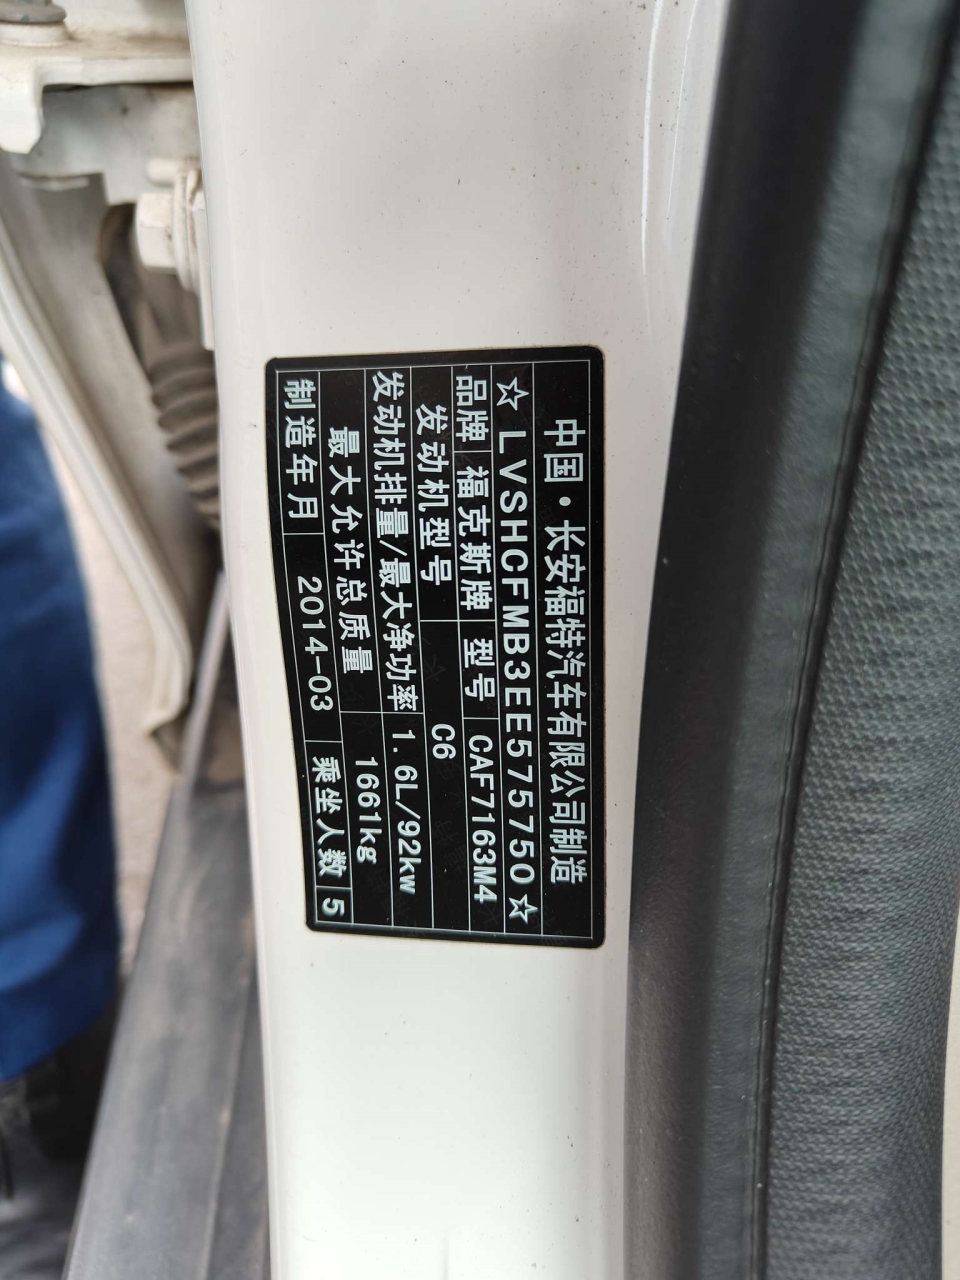 中国·长安福特汽车有限公司制造
☆LVSHCFMB3EE575750☆
品牌 福克斯牌 型号 CAF7163M4
发动机型号 C6
发动机排量/最大净功率 1.6L/92kw
最大允许总质量 1661kg
制造年月 2014-03 乘坐人数 5